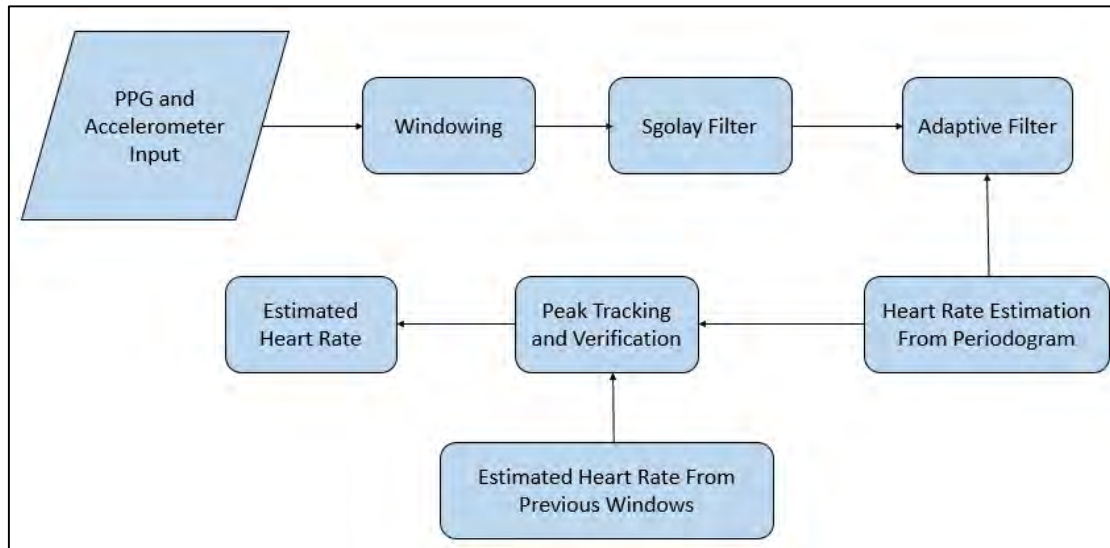 PPG and
Accelerometer
Input
Windowing
Sgolay Filter
Adaptive Filter
Estimated
Heart Rate
Peak Tracking
and Verification
Heart Rate Estimation
From Periodogram
Estimated Heart Rate From
Previous Windows